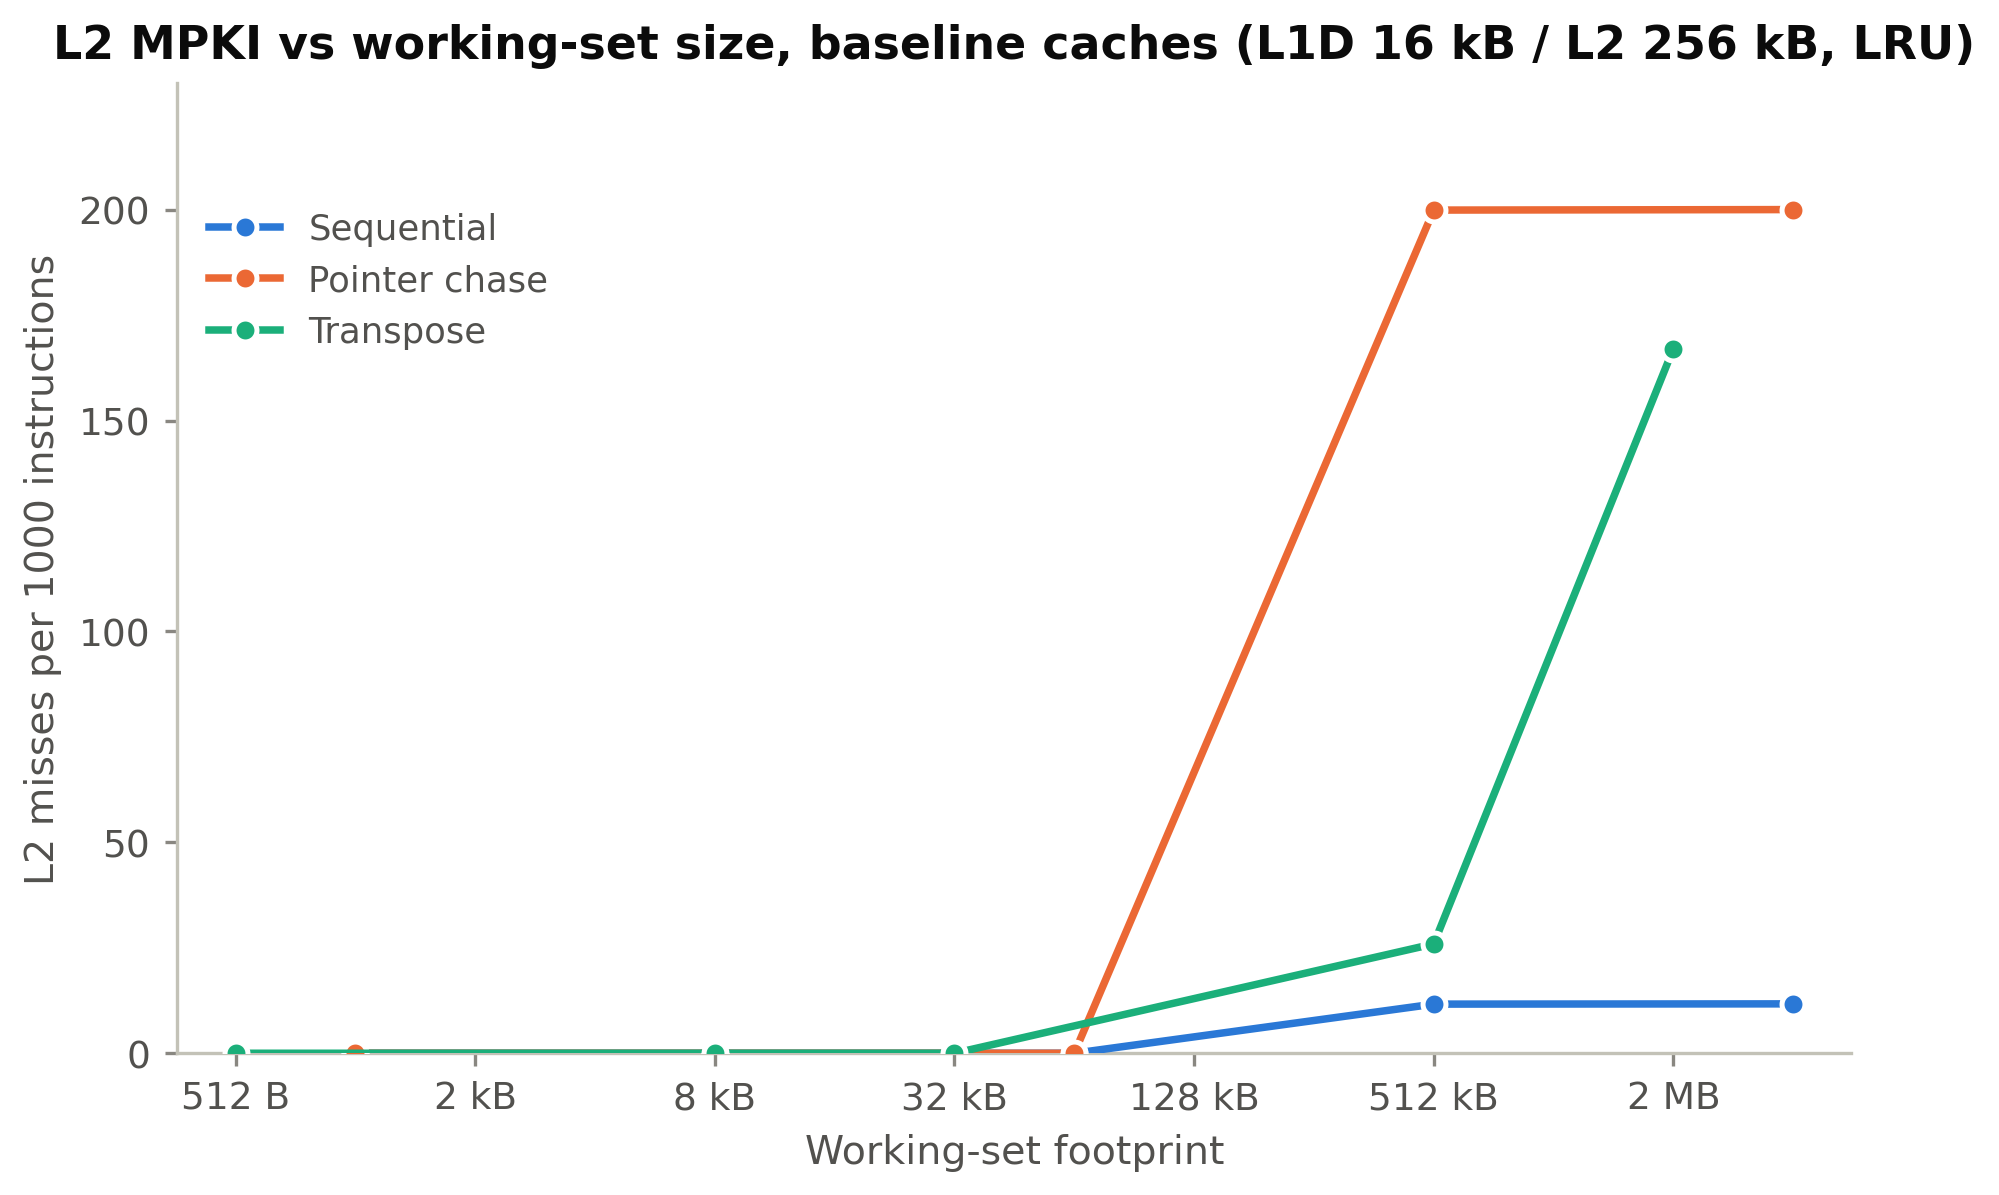 L2 MPKI vs working-set size, baseline caches (L1D 16 kB / L2 256 kB, LRU)
L2 misses per 1000 instructions
200
150
100
50
0
Sequential
Pointer chase
Transpose
512 B
2 kB
8 kB
32 kB
128 kB
512 kB
2 MB
Working-set footprint